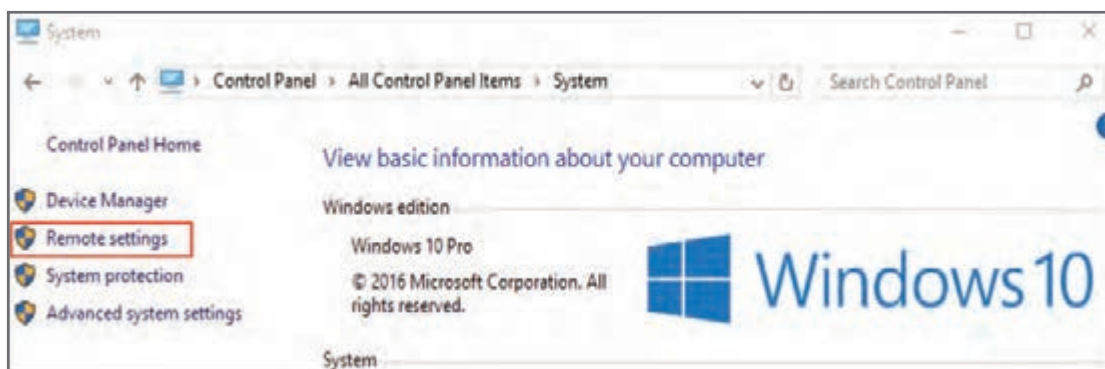 System
Control Panel › All Control Panel Items › System
Search Control Panel
Control Panel Home
Device Manager
Remote settings
System protection
Advanced system settings
View basic information about your computer
Windows edition
Windows 10 Pro
© 2016 Microsoft Corporation. All
rights reserved.
Windows 10
System